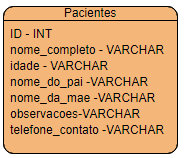 Pacientes
ID - INT
nome_completo - VARCHAR
idade - VARCHAR
nome_do_pai -VARCHAR
nome_da_mae -VARCHAR
observacoes-VARCHAR
telefone_contato -VARCHAR